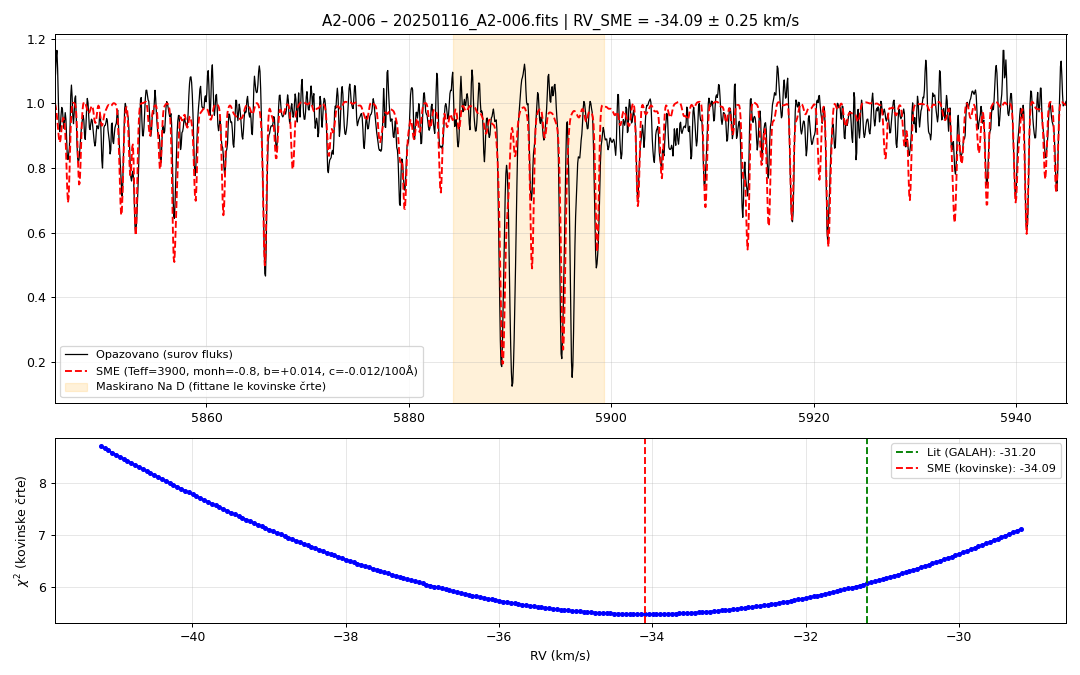 A2-006 – 20250116_A2-006.fits | RV_SME = -34.09 ± 0.25 km/s
1.2
1.0
0.8
0.6
0.4
0.2
Opazovano (surov fluks)
SME (Teff=3900, monh=-0.8, b=+0.014, c=-0.012/100Å)
Maskirano Na D (fittane le kovinske črte)
5860
5880
5900
5920
5940
χ² (kovinske črte)
8
7
6
Lit (GALAH): -31.20
SME (kovinske): -34.09
−40
−38
−36
−34
−32
−30
RV (km/s)